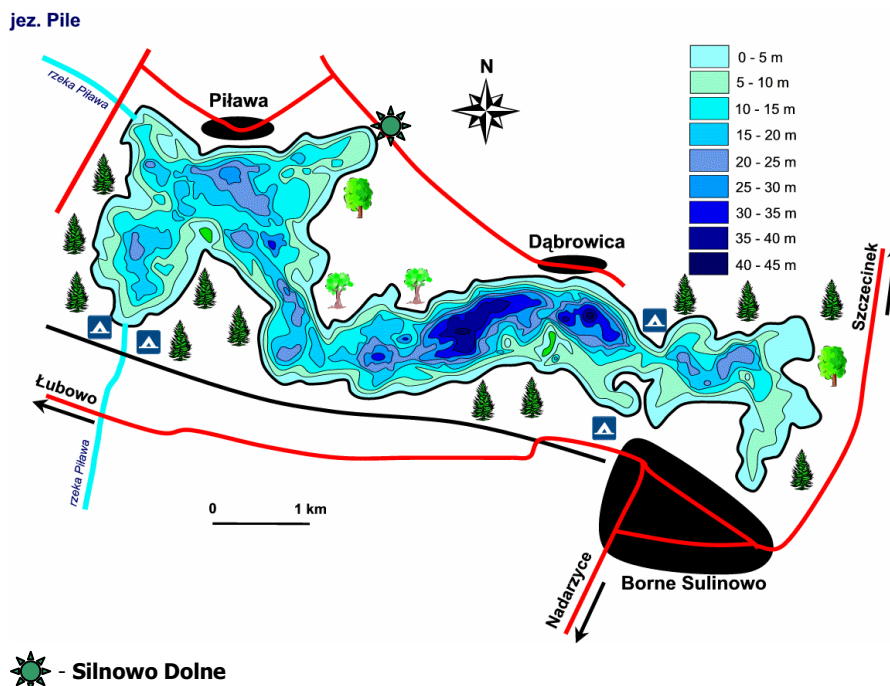 jez. Pile
rzeka Piława
Piława
N
0 - 5 m
5 - 10 m
10 - 15 m
15 - 20 m
20 - 25 m
25 - 30 m
30 - 35 m
35 - 40 m
40 - 45 m
Dąbrowica
Szczecinek
Łubowo
rzeka Piława
0 1 km
Nadarzyce
Borne Sulinowo
- Silnowo Dolne